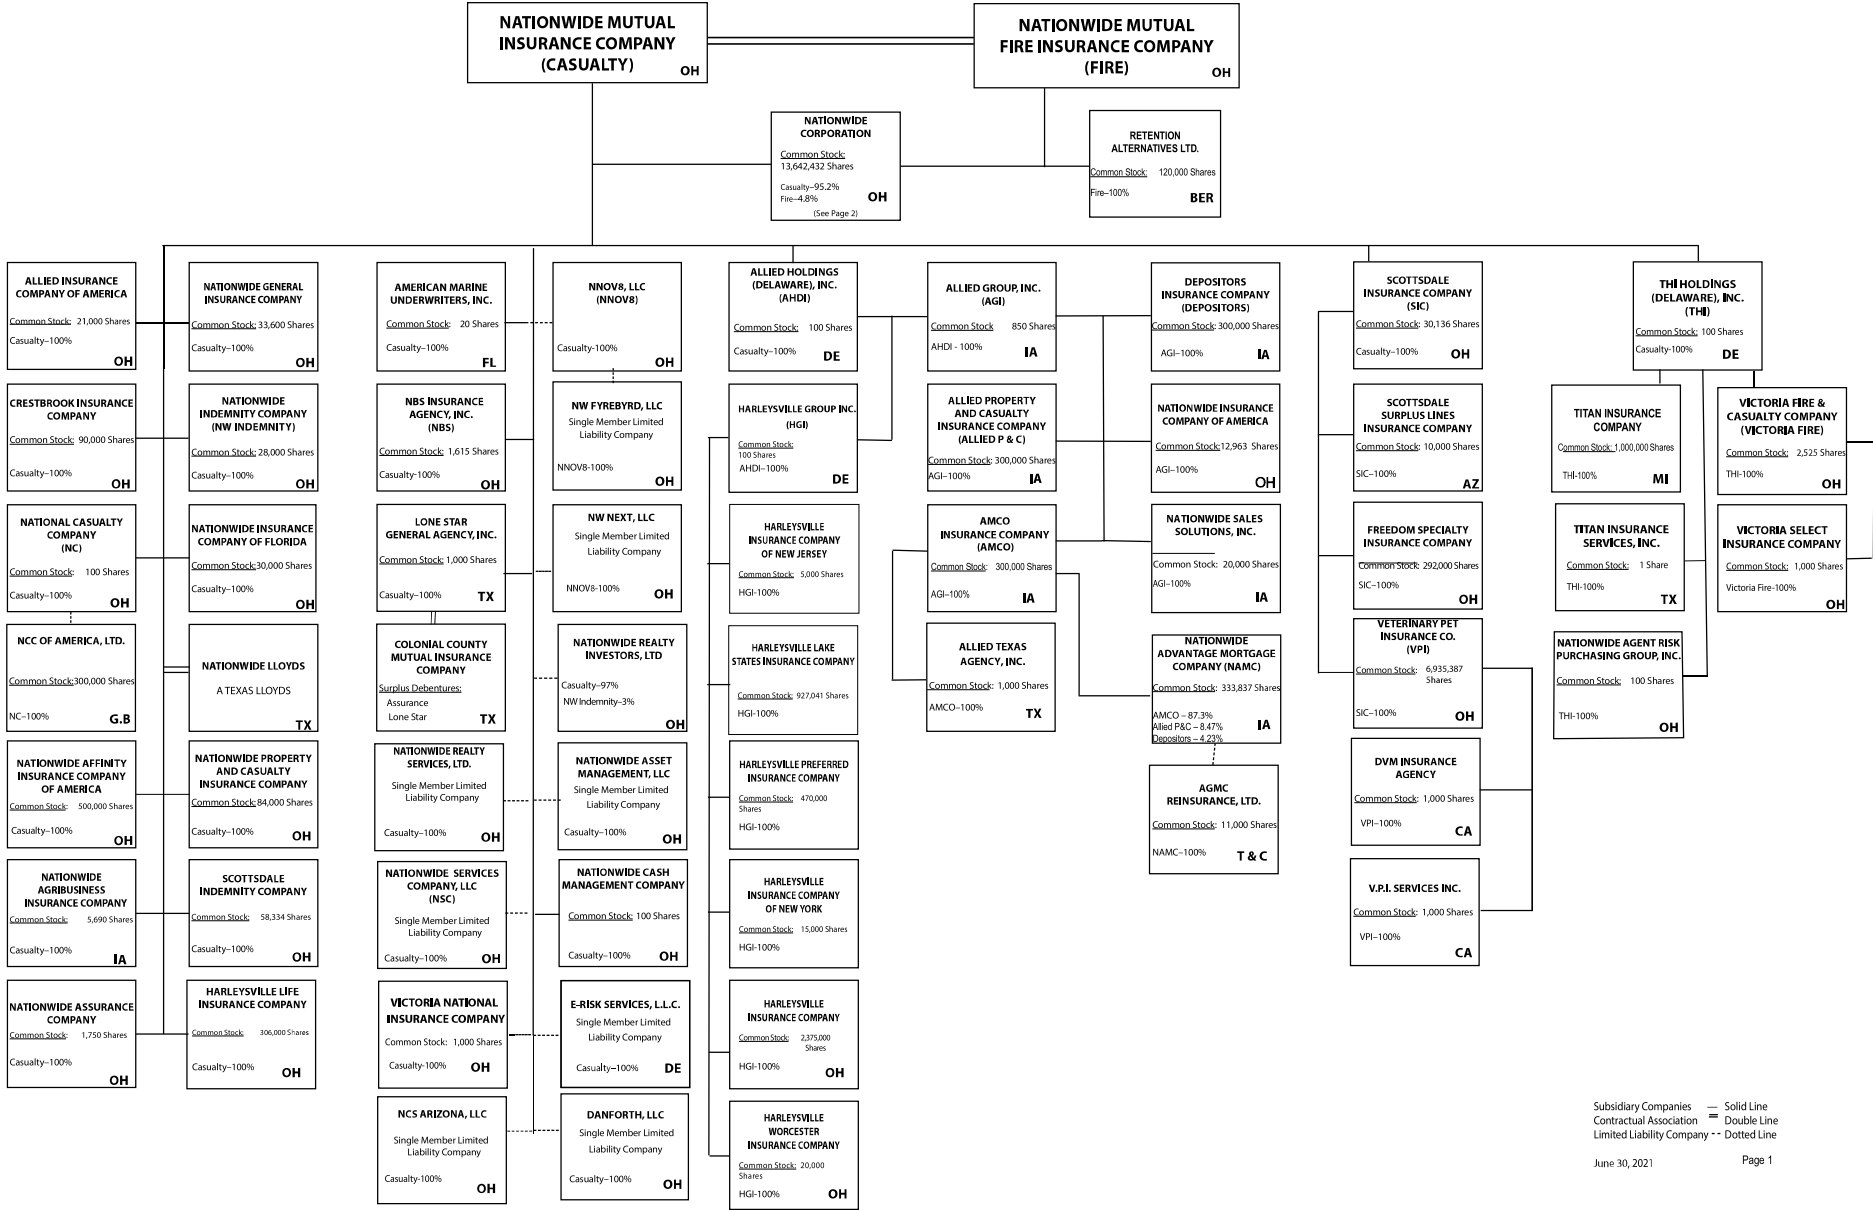 NATIONWIDE MUTUAL
INSURANCE COMPANY
(CASUALTY)
OH
NATIONWIDE MUTUAL
FIRE INSURANCE COMPANY
(FIRE)
OH
NATIONWIDE
CORPORATION
Common Stock:
13,642,432 Shares
Casualty–95.2%
Fire–4.8%
OH
(See Page 2)
RETENTION
ALTERNATIVES LTD.
Common Stock: 120,000 Shares
Fire–100%
BER
ALLIED INSURANCE
COMPANY OF AMERICA
Common Stock: 21,000 Shares
Casualty–100%
OH
CRESTBROOK INSURANCE
COMPANY
Common Stock: 90,000 Shares
Casualty–100%
OH
NATIONAL CASUALTY
COMPANY
(NC)
Common Stock: 100 Shares
Casualty–100%
OH
NCC OF AMERICA, LTD.
Common Stock:300,000 Shares
NC–100%
G.B
NATIONWIDE AFFINITY
INSURANCE COMPANY
OF AMERICA
Common Stock: 500,000 Shares
Casualty–100%
OH
NATIONWIDE
AGRIBUSINESS
INSURANCE COMPANY
Common Stock: 5,690 Shares
Casualty–100%
IA
NATIONWIDE ASSURANCE
COMPANY
Common Stock: 1,750 Shares
Casualty–100%
OH
NATIONWIDE GENERAL
INSURANCE COMPANY
Common Stock: 33,600 Shares
Casualty–100%
OH
NATIONWIDE
INDEMNITY COMPANY
(NW INDEMNITY)
Common Stock: 28,000 Shares
Casualty–100%
OH
NATIONWIDE INSURANCE
COMPANY OF FLORIDA
Common Stock:30,000 Shares
Casualty–100%
OH
NATIONWIDE LLOYDS
A TEXAS LLOYDS
TX
NATIONWIDE PROPERTY
AND CASUALTY
INSURANCE COMPANY
Common Stock:84,000 Shares
Casualty–100%
OH
SCOTTSDALE
INDEMNITY COMPANY
Common Stock: 58,334 Shares
Casualty–100%
OH
HARLEYSVILLE LIFE
INSURANCE COMPANY
Common Stock: 306,000 Shares
Casualty–100%
OH
AMERICAN MARINE
UNDERWRITERS, INC.
Common Stock: 20 Shares
Casualty–100%
FL
NBS INSURANCE
AGENCY, INC.
(NBS)
Common Stock: 1,615 Shares
Casualty–100%
OH
LONE STAR
GENERAL AGENCY, INC.
Common Stock: 1,000 Shares
Casualty–100%
TX
COLONIAL COUNTY
MUTUAL INSURANCE
COMPANY
Surplus Debentures:
Assurance
Lone Star
TX
NATIONWIDE REALTY
SERVICES, LTD.
Single Member Limited
Liability Company
Casualty–100%
OH
NATIONWIDE SERVICES
COMPANY, LLC
(NSC)
Single Member Limited
Liability Company
Casualty–100%
OH
VICTORIA NATIONAL
INSURANCE COMPANY
Common Stock: 1,000 Shares
Casualty-100%
OH
NCS ARIZONA, LLC
Single Member Limited
Liability Company
Casualty-100%
OH
NNOV8, LLC
(NNOV8)
Casualty-100%
OH
NW FYREBYRD, LLC
Single Member Limited
Liability Company
NNOV8-100%
OH
NW NEXT, LLC
Single Member Limited
Liability Company
NNOV8-100%
OH
NATIONWIDE REALTY
INVESTORS, LTD
Casualty–97%
NW Indemnity–3%
OH
NATIONWIDE ASSET
MANAGEMENT, LLC
Single Member Limited
Liability Company
Casualty–100%
OH
NATIONWIDE CASH
MANAGEMENT COMPANY
Common Stock: 100 Shares
Casualty–100%
OH
E-RISK SERVICES, L.L.C.
Single Member Limited
Liability Company
Casualty–100%
DE
DANFORTH, LLC
Single Member Limited
Liability Company
Casualty–100%
OH
ALLIED HOLDINGS
(DELAWARE), INC.
(AHDI)
Common Stock: 100 Shares
Casualty–100%
DE
HARLEYSVILLE GROUP INC.
(HGI)
Common Stock:
100 Shares
AHDI–100%
DE
HARLEYSVILLE
INSURANCE COMPANY
OF NEW JERSEY
Common Stock: 5,000 Shares
HGI-100%
HARLEYSVILLE LAKE
STATES INSURANCE COMPANY
Common Stock: 927,041 Shares
HGI-100%
HARLEYSVILLE PREFERRED
INSURANCE COMPANY
Common Stock: 470,000
Shares
HGI-100%
HARLEYSVILLE
INSURANCE COMPANY
OF NEW YORK
Common Stock: 15,000 Shares
HGI-100%
HARLEYSVILLE
INSURANCE COMPANY
Common Stock: 2,375,000
Shares
HGI-100%
OH
HARLEYSVILLE
WORCESTER
INSURANCE COMPANY
Common Stock: 20,000
Shares
HGI-100%
OH
ALLIED GROUP, INC.
(AGI)
Common Stock 850 Shares
AHDI - 100%
IA
ALLIED PROPERTY
AND CASUALTY
INSURANCE COMPANY
(ALLIED P & C)
Common Stock: 300,000 Shares
AGI–100%
IA
AMCO
INSURANCE COMPANY
(AMCO)
Common Stock: 300,000 Shares
AGI–100%
IA
ALLIED TEXAS
AGENCY, INC.
Common Stock: 1,000 Shares
AMCO–100%
TX
DEPOSITORS
INSURANCE COMPANY
(DEPOSITORS)
Common Stock: 300,000 Shares
AGI–100%
IA
NATIONWIDE INSURANCE
COMPANY OF AMERICA
Common Stock:12,963 Shares
AGI–100%
OH
NATIONWIDE SALES
SOLUTIONS, INC.
Common Stock: 20,000 Shares
AGI–100%
IA
NATIONWIDE
ADVANTAGE MORTGAGE
COMPANY (NAMC)
Common Stock: 333,837 Shares
AMCO – 87.3%
Allied P&C – 8.47%
Depositors – 4.23%
IA
AGMC
REINSURANCE, LTD.
Common Stock: 11,000 Shares
NAMC–100%
T & C
SCOTTSDALE
INSURANCE COMPANY
(SIC)
Common Stock: 30,136 Shares
Casualty–100%
OH
SCOTTSDALE
SURPLUS LINES
INSURANCE COMPANY
Common Stock: 10,000 Shares
SIC–100%
AZ
FREEDOM SPECIALTY
INSURANCE COMPANY
Common Stock: 292,000 Shares
SIC–100%
OH
VETERINARY PET
INSURANCE CO.
(VPI)
Common Stock: 6,935,387
Shares
SIC–100%
OH
DVM INSURANCE
AGENCY
Common Stock: 1,000 Shares
VPI–100%
CA
V.P.I. SERVICES INC.
Common Stock: 1,000 Shares
VPI–100%
CA
THI HOLDINGS
(DELAWARE), INC.
(THI)
Common Stock: 100 Shares
Casualty-100%
DE
TITAN INSURANCE
COMPANY
Common Stock: 1,000,000 Shares
THI-100%
MI
TITAN INSURANCE
SERVICES, INC.
Common Stock: 1 Share
THI-100%
TX
NATIONWIDE AGENT RISK
PURCHASING GROUP, INC.
Common Stock: 100 Shares
THI-100%
OH
VICTORIA FIRE &
CASUALTY COMPANY
(VICTORIA FIRE)
Common Stock: 2,525 Shares
THI-100%
OH
VICTORIA SELECT
INSURANCE COMPANY
Common Stock: 1,000 Shares
Victoria Fire-100%
OH
Subsidiary Companies — Solid Line
Contractual Association = Double Line
Limited Liability Company -- Dotted Line
June 30, 2021
Page 1